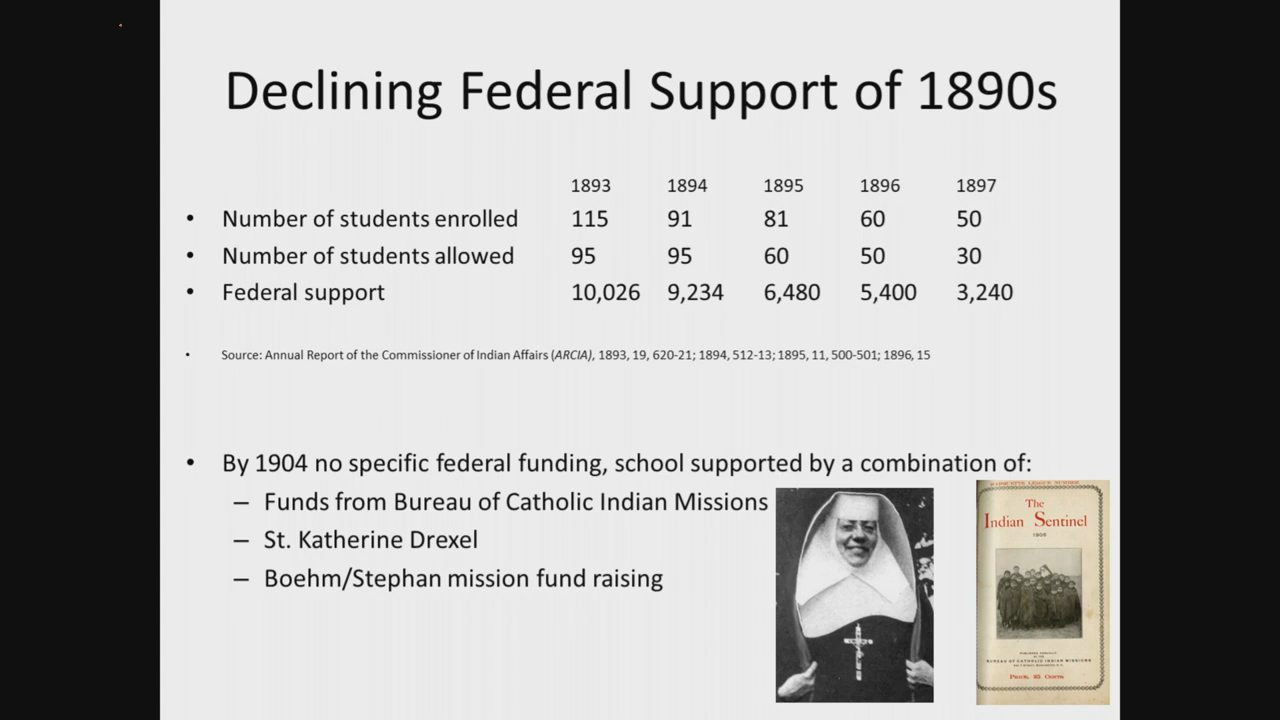 Declining Federal Support of 1890s
1893 1894 1895 1896 1897
• Number of students enrolled 115 91 81 60 50
• Number of students allowed 95 95 60 50 30
• Federal support 10,026 9,234 6,480 5,400 3,240
• Source: Annual Report of the Commissioner of Indian Affairs (ARCIA), 1893, 19, 620-21; 1894, 512-13; 1895, 11, 500-501; 1896, 15
• By 1904 no specific federal funding, school supported by a combination of:
– Funds from Bureau of Catholic Indian Missions
– St. Katherine Drexel
– Boehm/Stephan mission fund raising
The
Indian Sentinel
BUREAU OF CATHOLIC INDIAN MISSIONS
PRICE, 25 CENTS